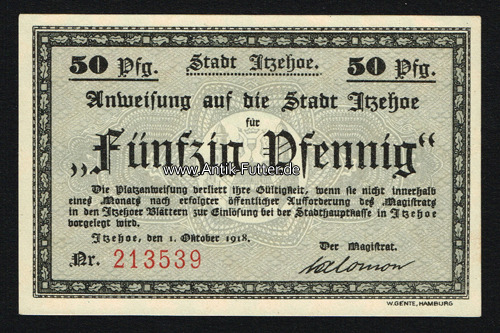 50 Pfg. Stadt Itzehoe. 50 Pfg.
Anweisung auf die Stadt Itzehoe
für
„Fünfzig Pfennig“
www.Antik-Futter.de
Die Platzanweisung verliert ihre Gültigkeit, wenn sie nicht innerhalb
eines Monats nach erfolgter öffentlicher Aufforderung des Magistrats
in den Itzehoer Blättern zur Einlösung bei der Stadthauptkasse in Itzehoe
vorgelegt wird.
Itzehoe, den 1. Oktober 1918.
Der Magistrat.
Nr. 213539
Salomon
W.GENTE, HAMBURG